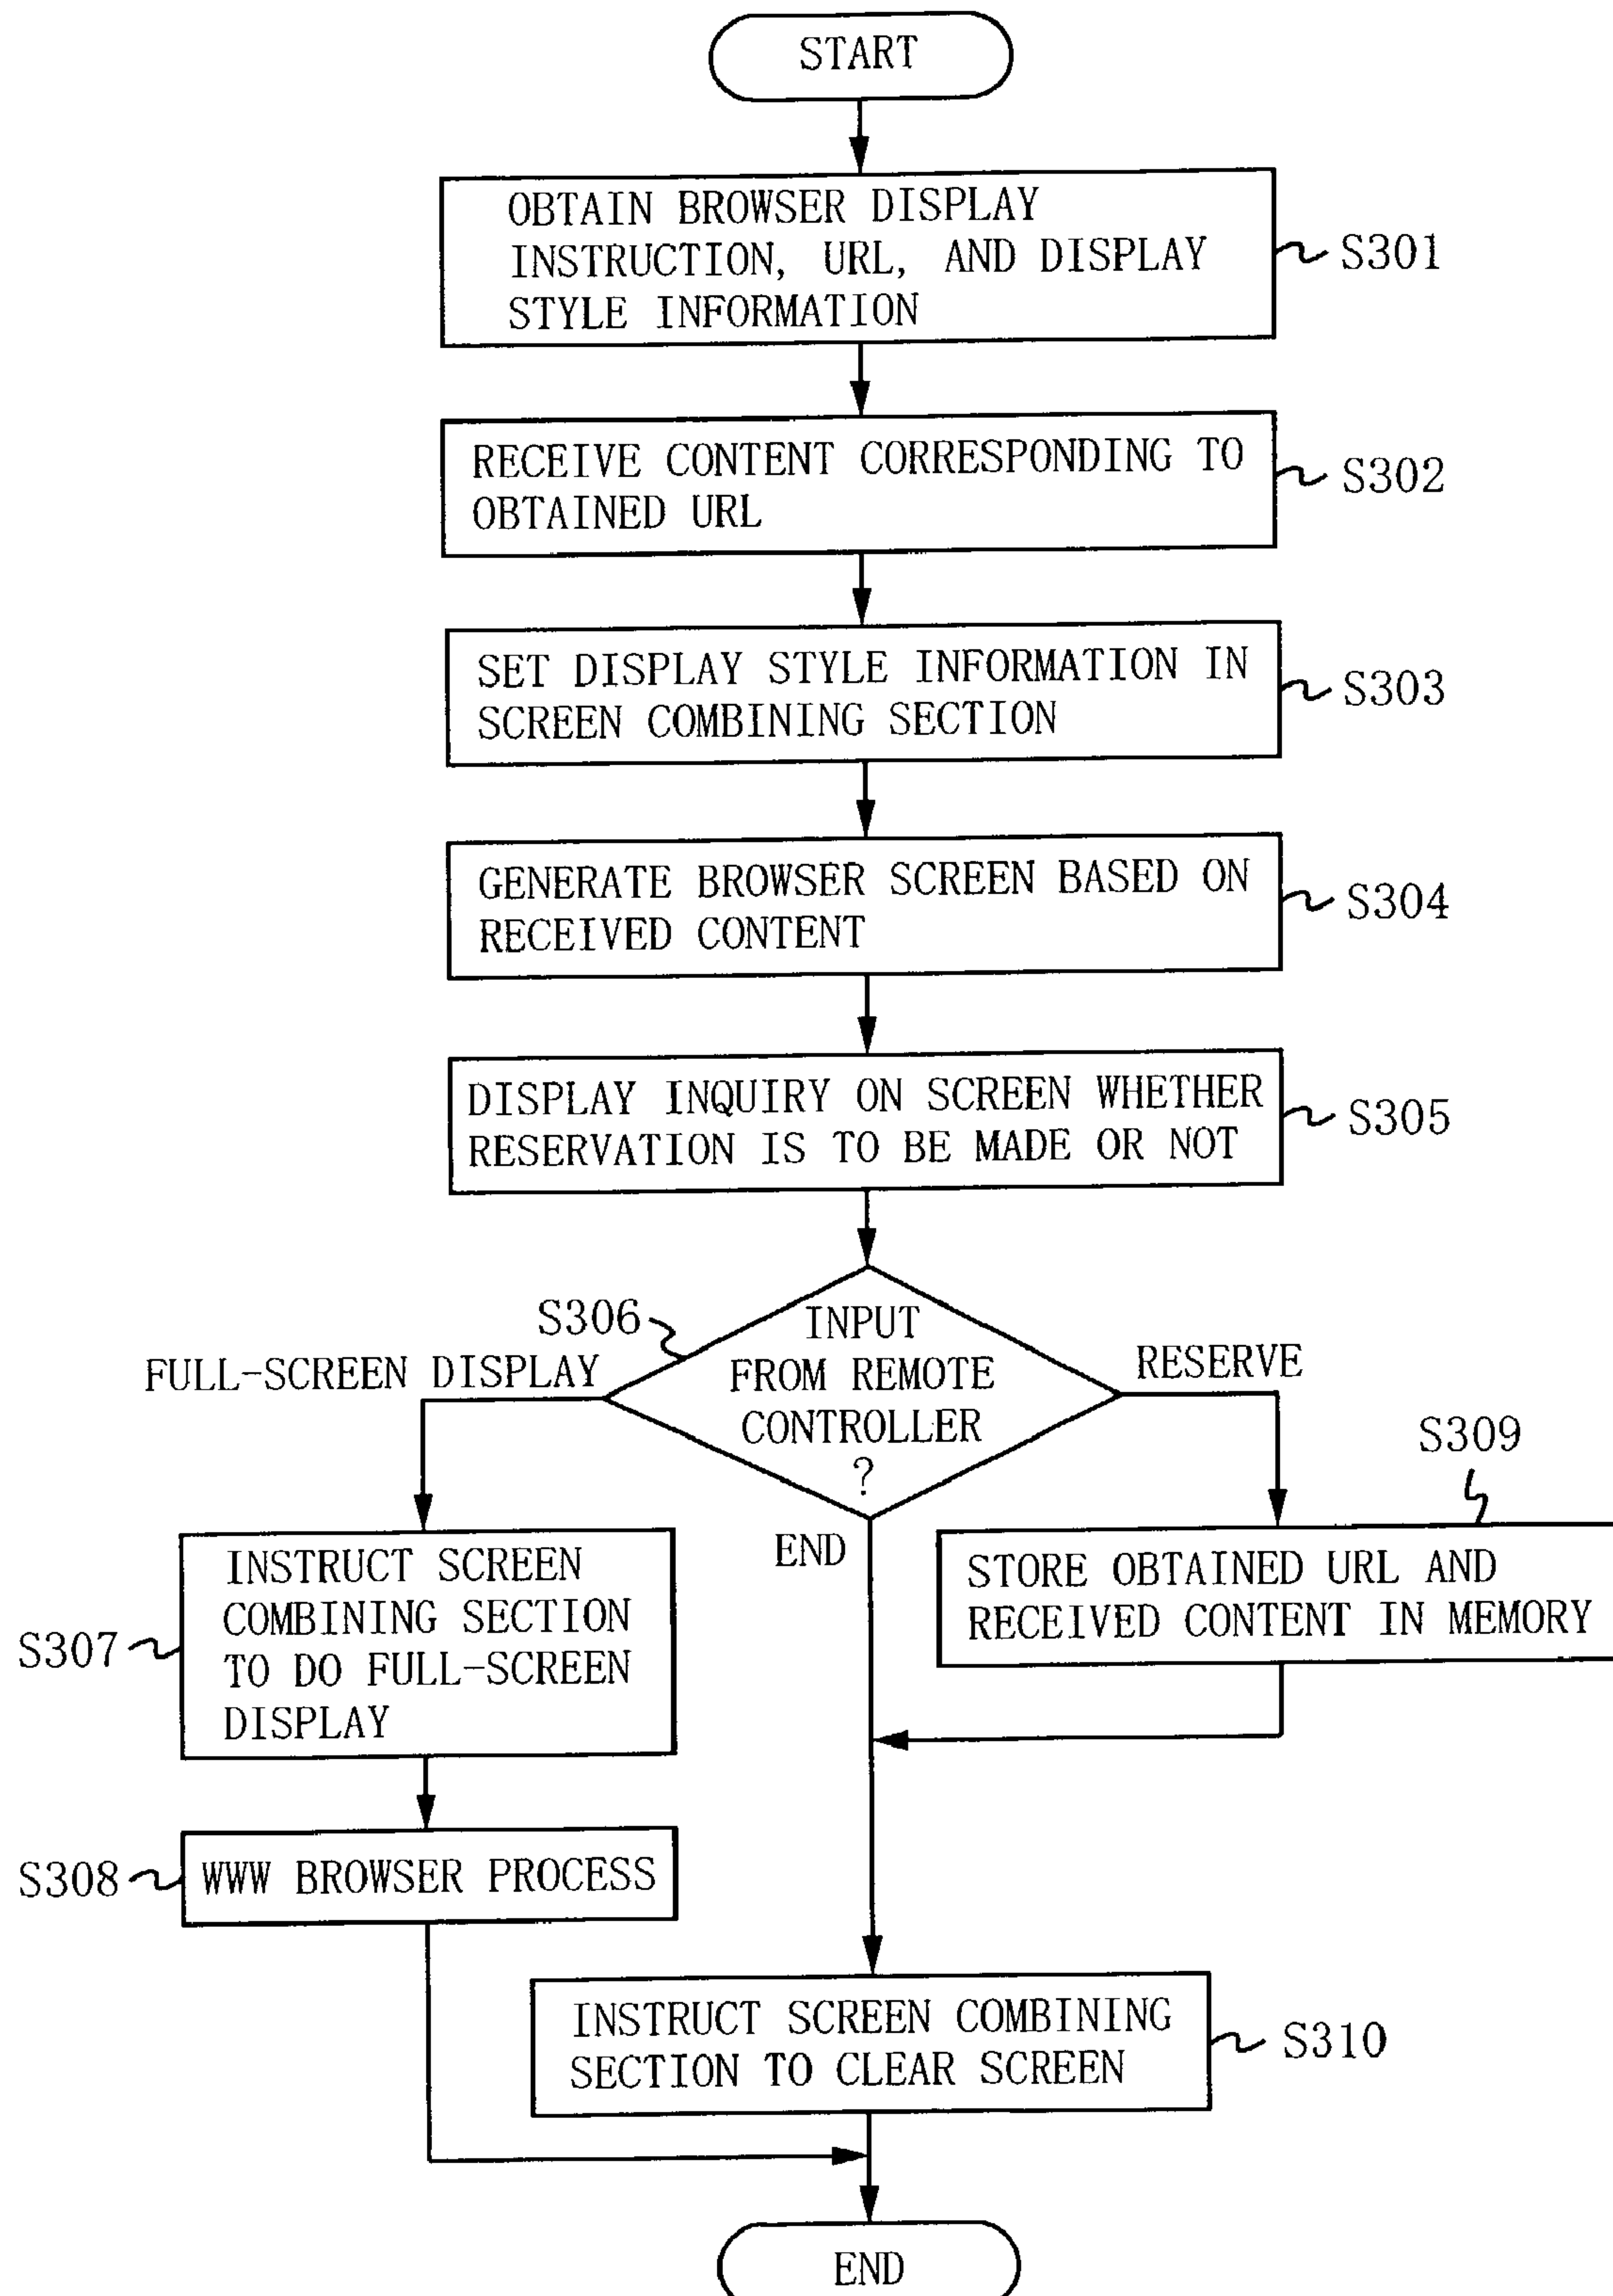 START
OBTAIN BROWSER DISPLAY
INSTRUCTION, URL, AND DISPLAY
STYLE INFORMATION
S301
RECEIVE CONTENT CORRESPONDING TO
OBTAINED URL
S302
SET DISPLAY STYLE INFORMATION IN
SCREEN COMBINING SECTION
S303
GENERATE BROWSER SCREEN BASED ON
RECEIVED CONTENT
S304
DISPLAY INQUIRY ON SCREEN WHETHER
RESERVATION IS TO BE MADE OR NOT
S305
S306
INPUT
FROM REMOTE
CONTROLLER
?
FULL-SCREEN DISPLAY
RESERVE
END
S309
STORE OBTAINED URL AND
RECEIVED CONTENT IN MEMORY
INSTRUCT SCREEN
COMBINING SECTION
TO DO FULL-SCREEN
DISPLAY
S307
S308
WWW BROWSER PROCESS
INSTRUCT SCREEN COMBINING
SECTION TO CLEAR SCREEN
S310
END